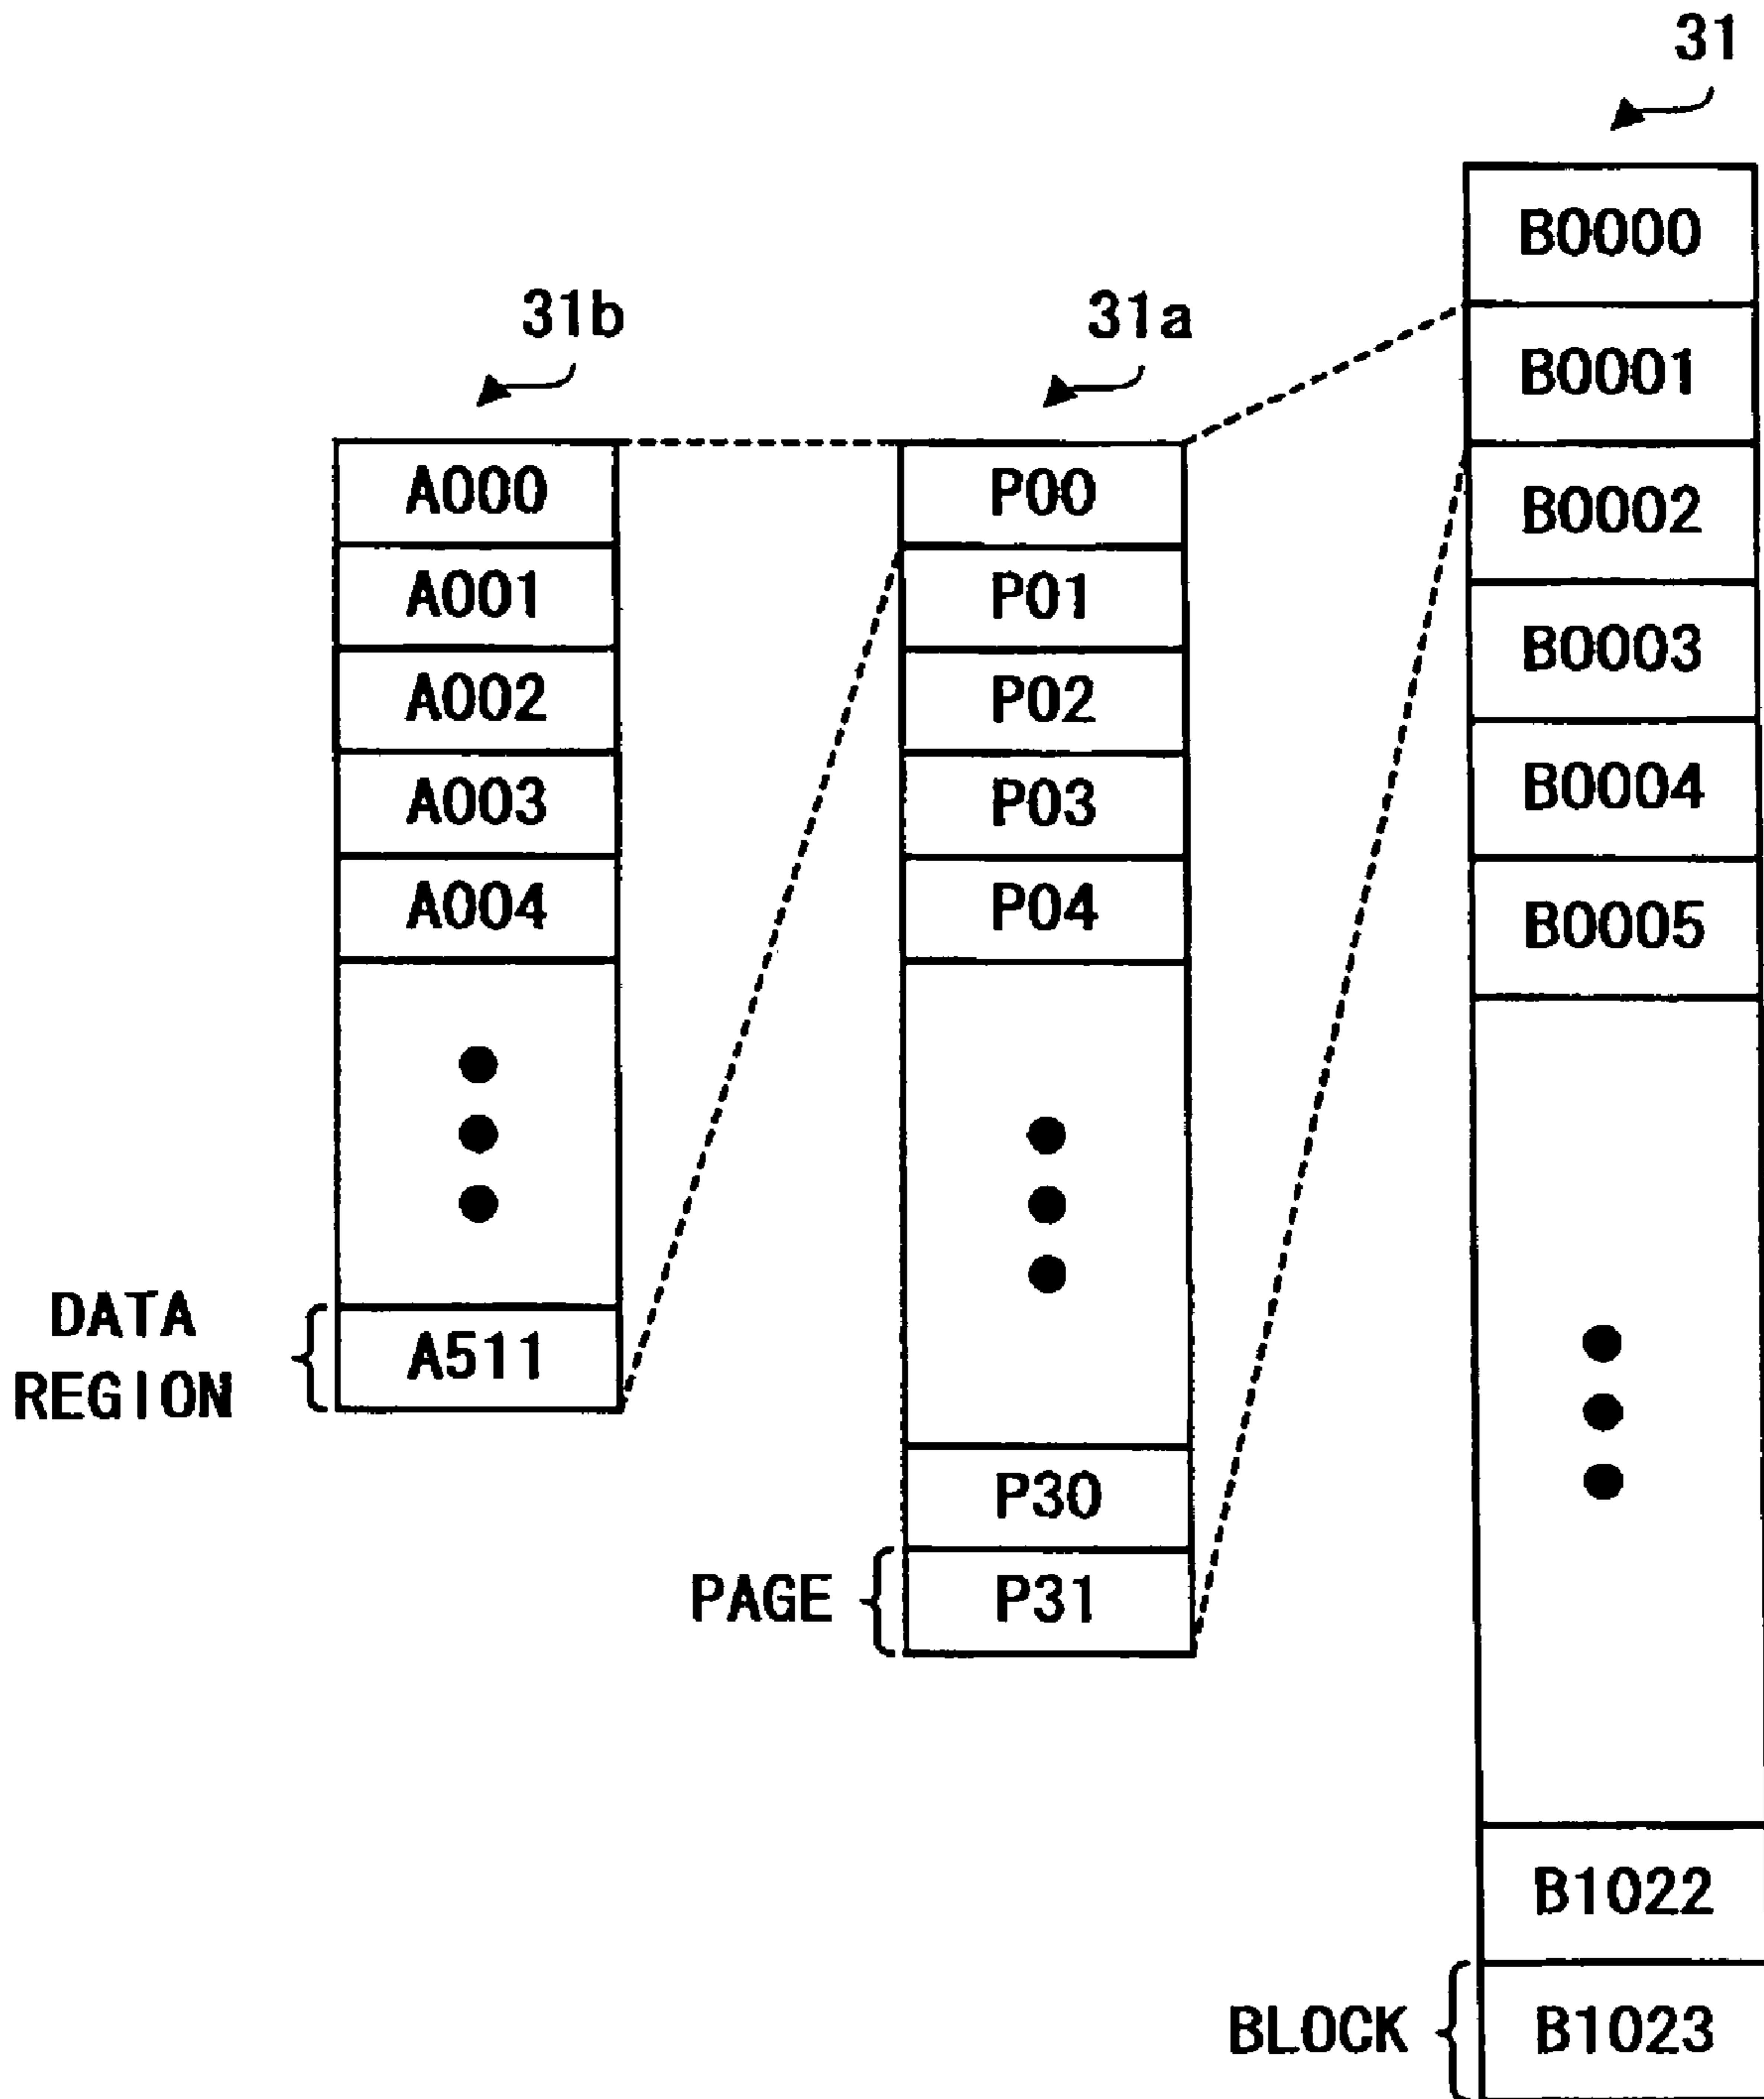 31
B0000
B0001
B0002
B0003
B0004
B0005
B1022
BLOCK
B1023
31a
P00
P01
P02
P03
P04
P30
PAGE
P31
31b
A000
A001
A002
A003
A004
DATA
REGION
A511